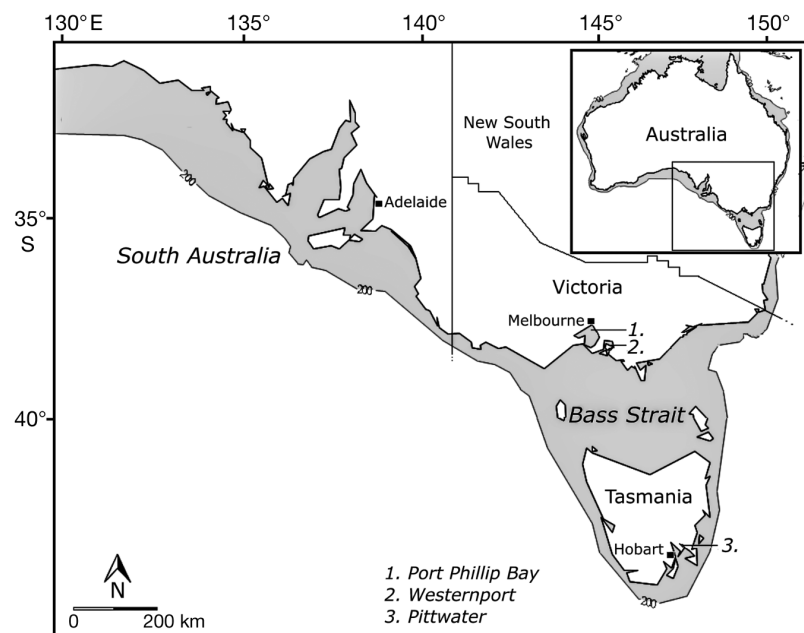 130° E
135°
140°
145°
150°
New South
Wales
Australia
200
Adelaide
35°
S
South Australia
200
Victoria
Melbourne
1.
2.
40°
Bass Strait
Tasmania
Hobart
3.
200
1. Port Phillip Bay
2. Westernport
3. Pittwater
N
0
200 km